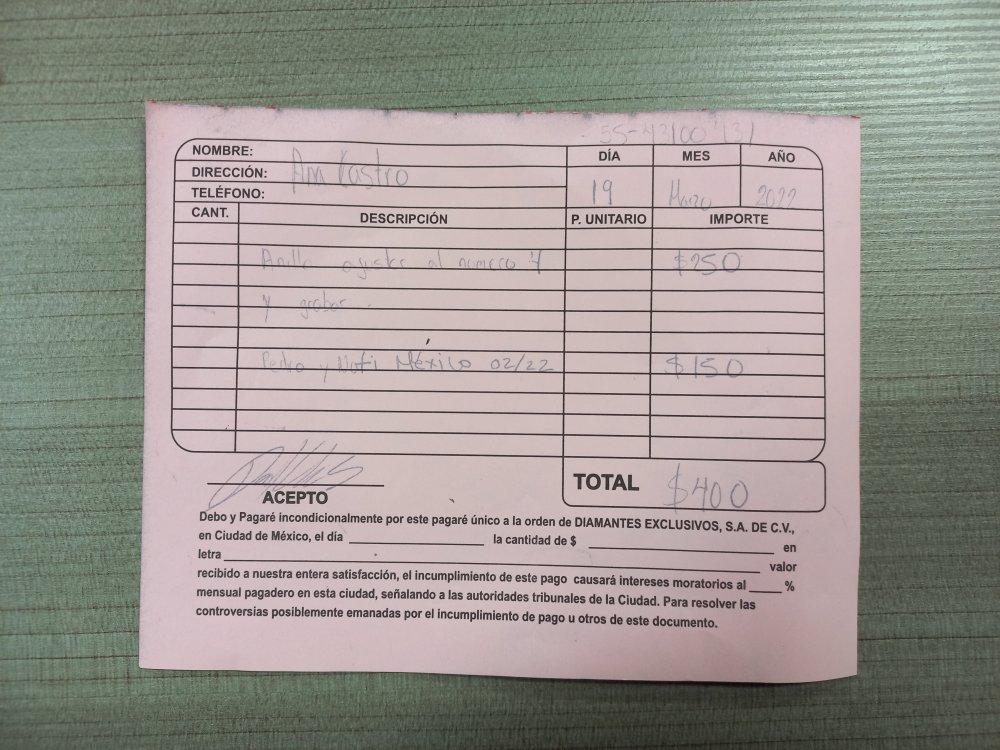 NOMBRE:
DIRECCIÓN:
TELÉFONO:
Castro
DÍA MES AÑO
19 Marzo 2022
CANT. DESCRIPCIÓN P. UNITARIO IMPORTE
Anillo ajustar al numero 7 $250
y grabar
Pedro y Nati México 02/22 $150
TOTAL $400
ACEPTO
Debo y Pagaré incondicionalmente por este pagaré único a la orden de DIAMANTES EXCLUSIVOS, S.A. DE C.V.,
en Ciudad de México, el día la cantidad de $ en
letra valor
recibido a nuestra entera satisfacción, el incumplimiento de este pago causará intereses moratorios al %
mensual pagadero en esta ciudad, señalando a las autoridades tribunales de la Ciudad. Para resolver las
controversias posiblemente emanadas por el incumplimiento de pago u otros de este documento.